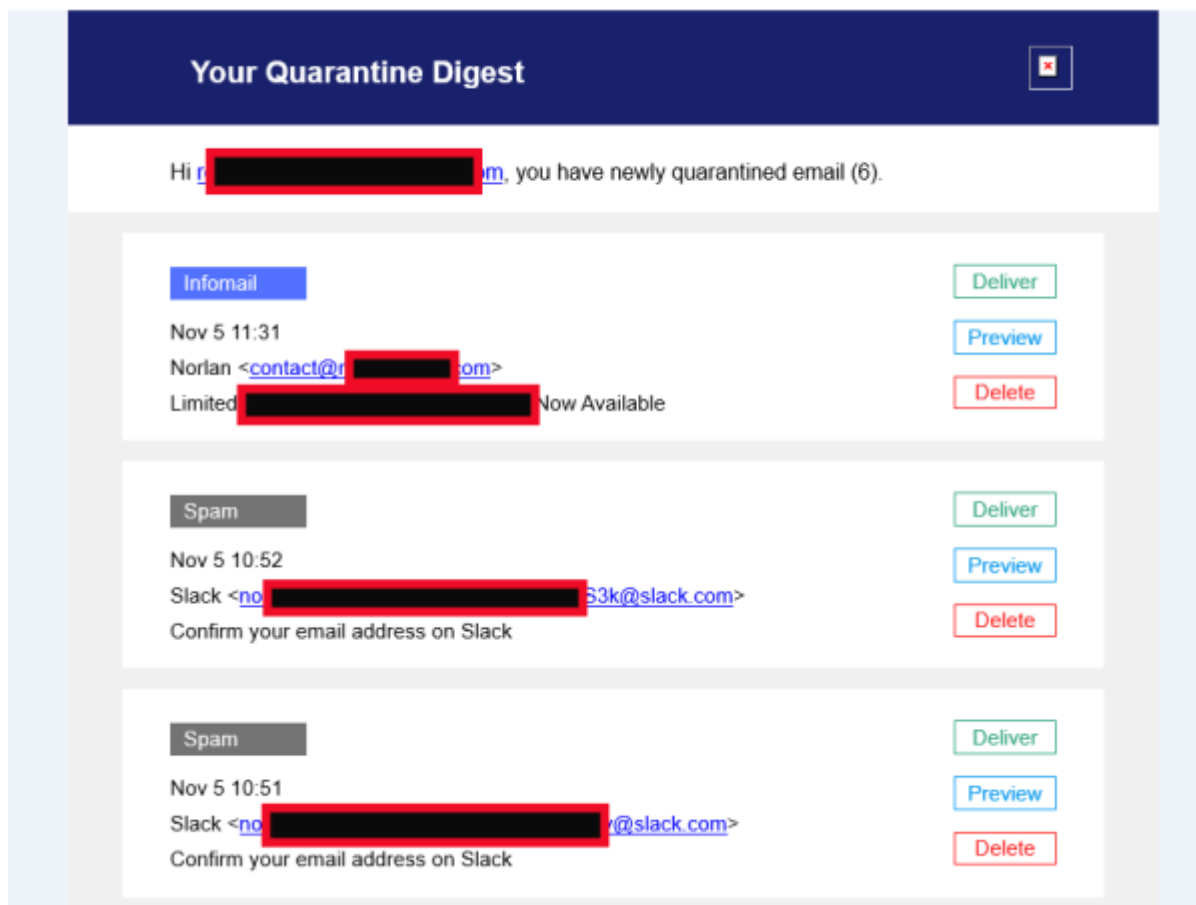 Your Quarantine Digest
Hi r om, you have newly quarantined email (6).
Infomail
Deliver
Nov 5 11:31
Preview
Norlan <contact@r om>
Limited Now Available
Delete
Spam
Deliver
Nov 5 10:52
Preview
Slack <no S3k@slack.com>
Confirm your email address on Slack
Delete
Spam
Deliver
Nov 5 10:51
Preview
Slack <no @slack.com>
Confirm your email address on Slack
Delete